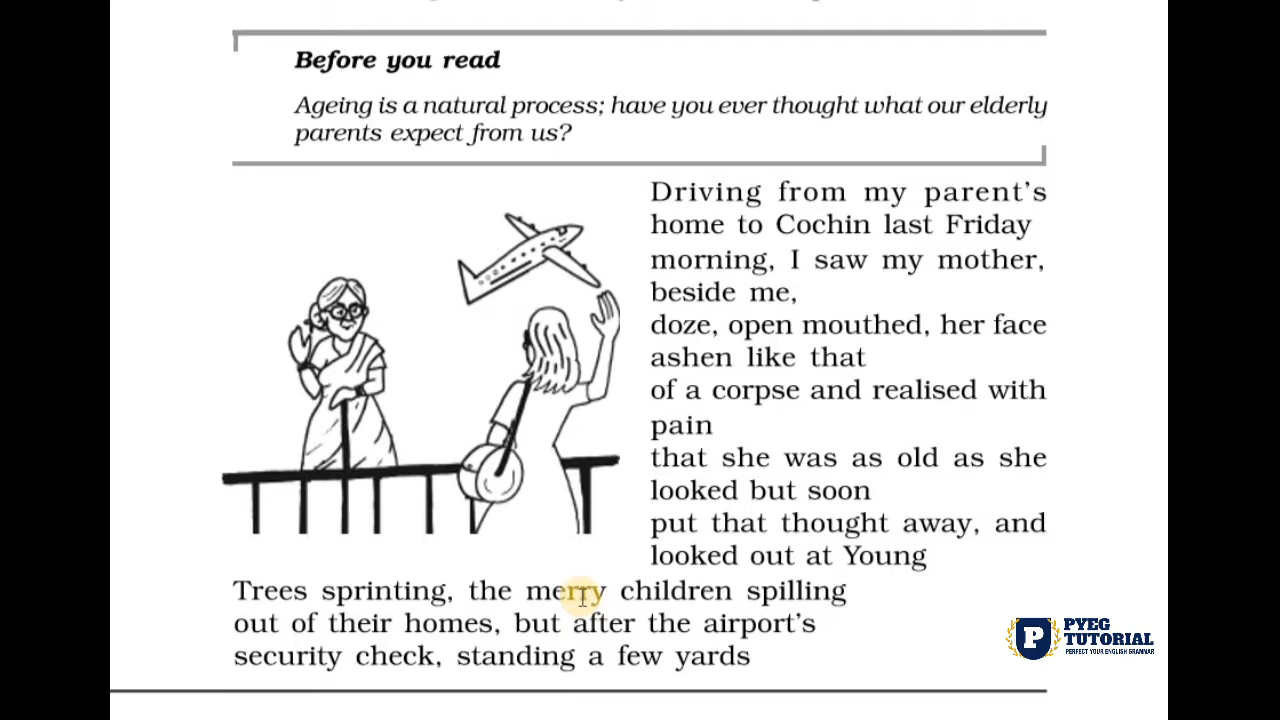 Before you read
Ageing is a natural process; have you ever thought what our elderly
parents expect from us?
Driving from my parent's
home to Cochin last Friday
morning, I saw my mother,
beside me,
doze, open mouthed, her face
ashen like that
of a corpse and realised with
pain
that she was as old as she
looked but soon
put that thought away, and
looked out at Young
Trees sprinting, the merry children spilling
out of their homes, but after the airport's
security check, standing a few yards
P
PYEG
TUTORIAL
PERFECT YOUR ENGLISH GRAMMAR